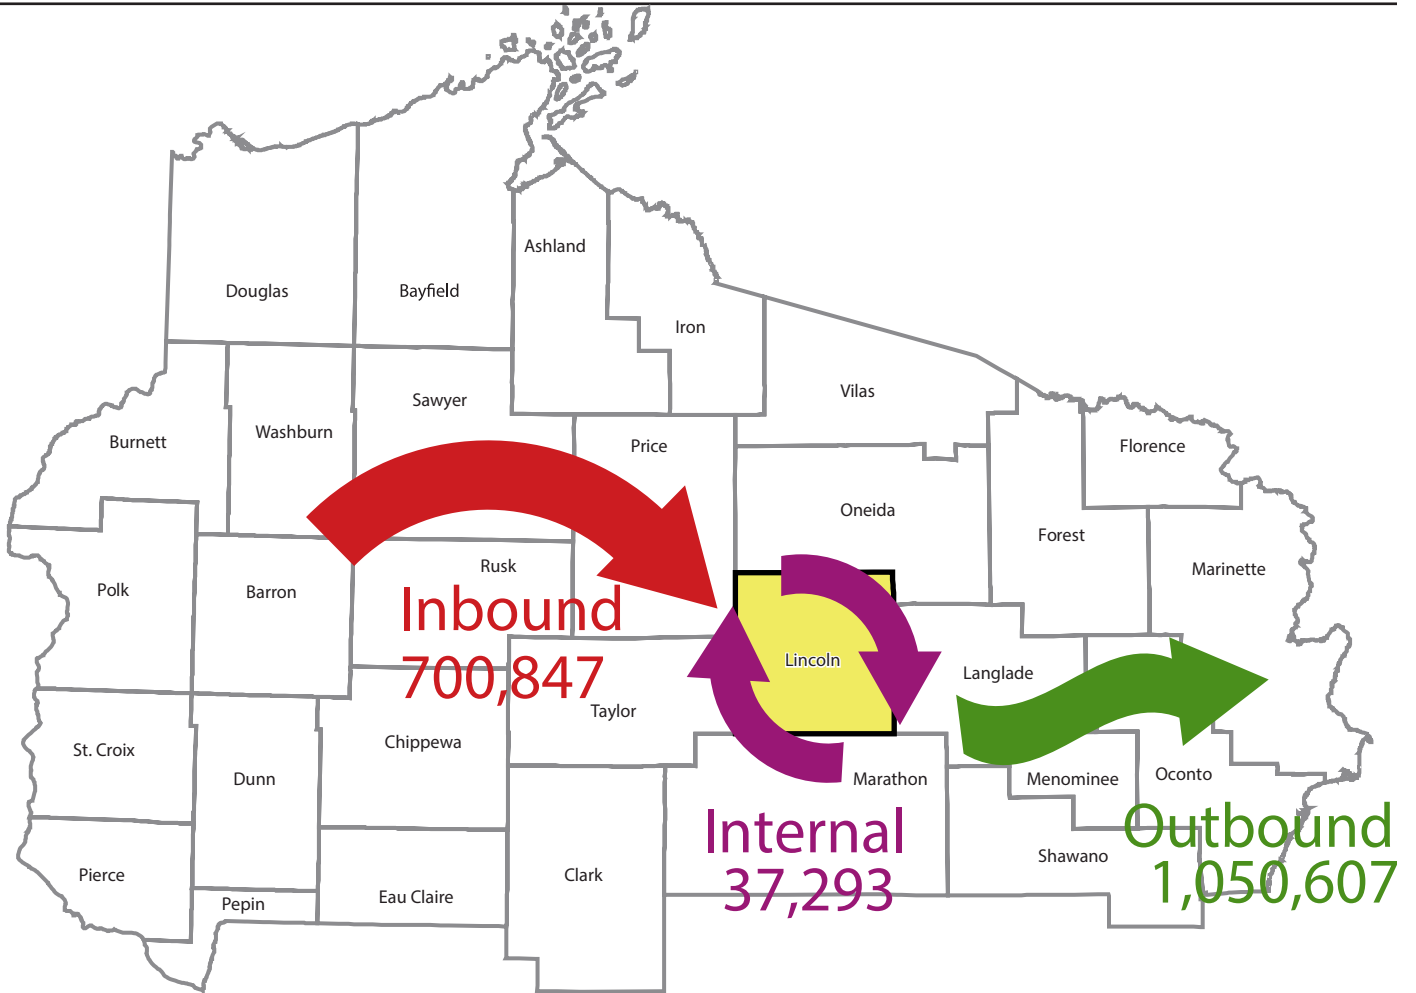 Ashland
Douglas
Bayfield
Iron
Vilas
Sawyer
Washburn
Burnett
Price
Florence
Oneida
Forest
Rusk
Marinette
Polk
Barron
Inbound
700,847
Lincoln
Langlade
Taylor
Chippewa
St. Croix
Dunn
Marathon
Menominee
Oconto
Internal
37,293
Outbound
1,050,607
Shawano
Pierce
Clark
Eau Claire
Pepin